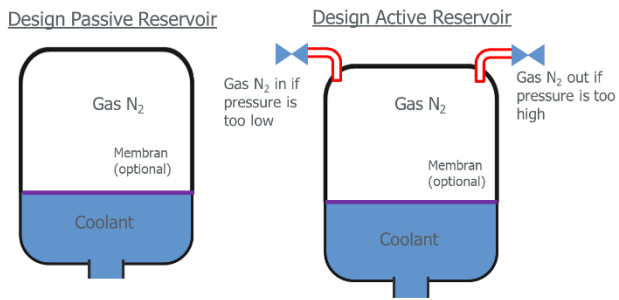 Design Passive Reservoir
Gas N₂
Membran
(optional)
Coolant
Design Active Reservoir
Gas N₂ in if
pressure is
too low
Gas N₂
Gas N₂ out if
pressure is too
high
Membran
(optional)
Coolant